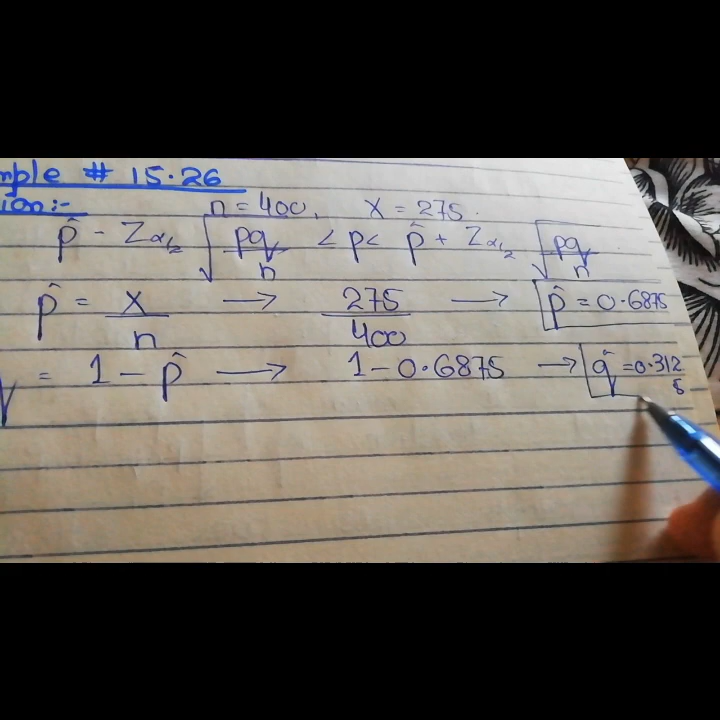 mple # 15.26
ion:- n = 400, x = 275.
p̂ - Zα/2 √(pq/n) < p < p̂ + Zα/2 √(pq/n)
p̂ = x/n → 275/400 → p̂ = 0.6875
q = 1 - p̂ → 1 - 0.6875 → q̂ = 0.3125